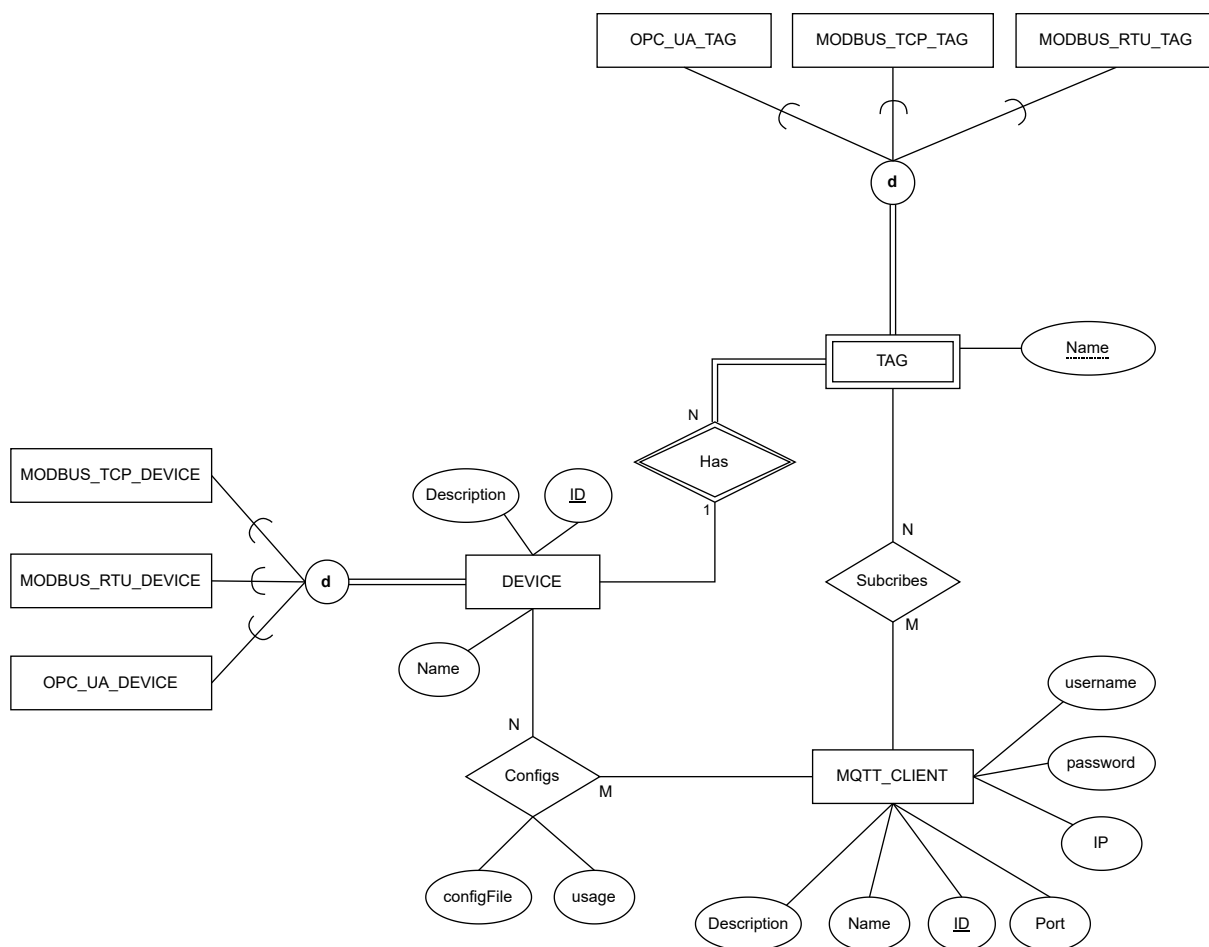 OPC_UA_TAG
MODBUS_TCP_TAG
MODBUS_RTU_TAG
d
TAG
Name
N
Has
1
MODBUS_TCP_DEVICE
Description
ID
N
MODBUS_RTU_DEVICE
d
DEVICE
Subcribes
M
Name
OPC_UA_DEVICE
username
N
Configs
M
MQTT_CLIENT
password
IP
configFile
usage
Description
Name
ID
Port